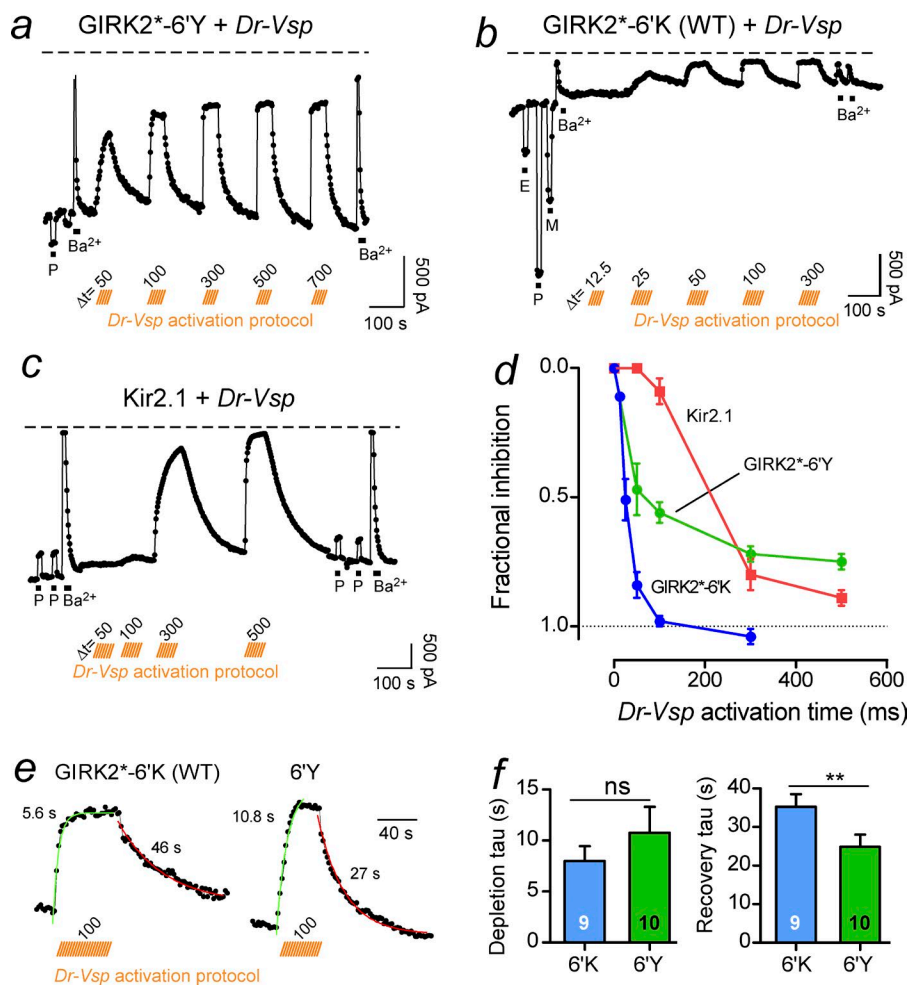 a
GIRK2*-6'Y + Dr-Vsp
P
Ba²⁺
Ba²⁺
Δt= 50
100
300
500
700
Dr-Vsp activation protocol
500 pA
100 s
b
GIRK2*-6'K (WT) + Dr-Vsp
E
P
M
Ba²⁺
Ba²⁺
Δt= 12.5
25
50
100
300
Dr-Vsp activation protocol
500 pA
100 s
c
Kir2.1 + Dr-Vsp
P
P
Ba²⁺
P
P
Ba²⁺
Δt= 50
100
300
500
Dr-Vsp activation protocol
500 pA
100 s
d
Fractional inhibition
0.0
0.5
1.0
Kir2.1
GIRK2*-6'Y
GIRK2*-6'K
0
200
400
600
Dr-Vsp activation time (ms)
e
GIRK2*-6'K (WT)
6'Y
5.6 s
46 s
10.8 s
27 s
40 s
100
100
Dr-Vsp activation protocol
f
Depletion tau (s)
15
10
5
0
ns
9
10
6'K
6'Y
Recovery tau (s)
40
30
20
10
0
**
9
10
6'K
6'Y